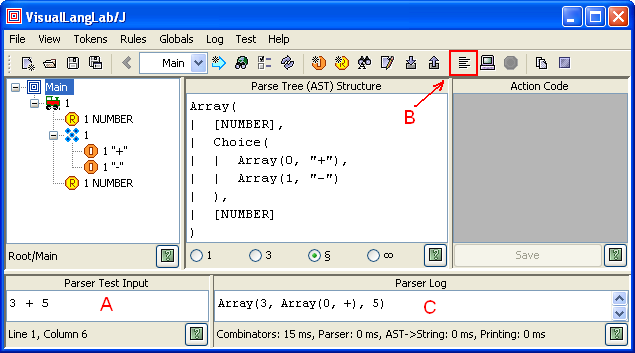 VisualLangLab/J
File View Tokens Rules Globals Log Test Help
Main
B
Main
1
1 NUMBER
1
1 "+"
1 "-"
1 NUMBER
Root/Main
Parse Tree (AST) Structure
Array(
| [NUMBER],
| Choice(
| | Array(0, "+"),
| | Array(1, "-")
| ),
| [NUMBER]
)
1 3 § ∞
Action Code
Save
Parser Test Input
3 + 5
A
Line 1, Column 6
Parser Log
Array(3, Array(0, +), 5)
C
Combinators: 15 ms, Parser: 0 ms, AST->String: 0 ms, Printing: 0 ms